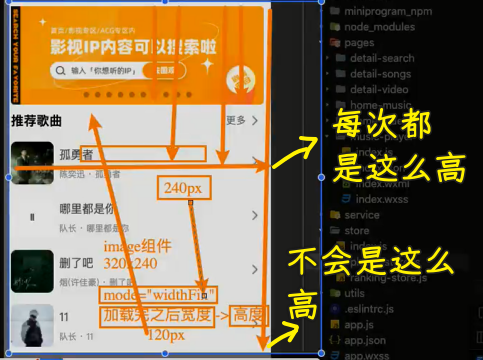 SEARCH YOUR FAVORITE
影视IP内容可以搜索啦
输入「你想听的IP」
推荐歌曲
更多
孤勇者
陈奕迅 · 孤勇者
240px
哪里都是你
队长 · 哪里都是你
image组件
320x240
删了吧
烟(许佳豪) · 删了吧
mode="widthFix"
加载完之后宽度->高度
11
队长 · 11
120px
每次都
是这么高
不会是这么
高
miniprogram_npm
node_modules
pages
detail-search
detail-songs
detail-video
home-music
index.js
index.wxml
index.wxss
service
store
ranking-store.js
utils
.eslintrc.js
app.js
app.json
app.wxss